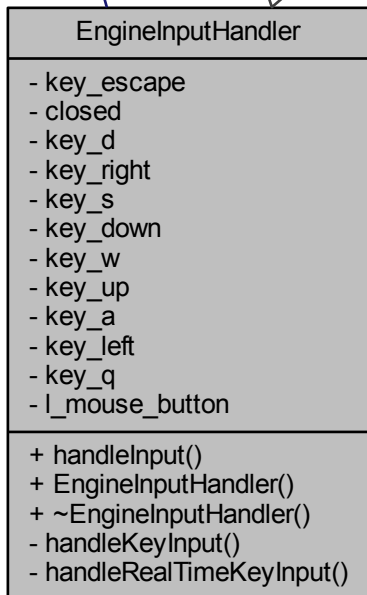 EngineInputHandler
- key_escape
- closed
- key_d
- key_right
- key_s
- key_down
- key_w
- key_up
- key_a
- key_left
- key_q
- l_mouse_button
+ handleInput()
+ EngineInputHandler()
+ ~EngineInputHandler()
- handleKeyInput()
- handleRealTimeKeyInput()